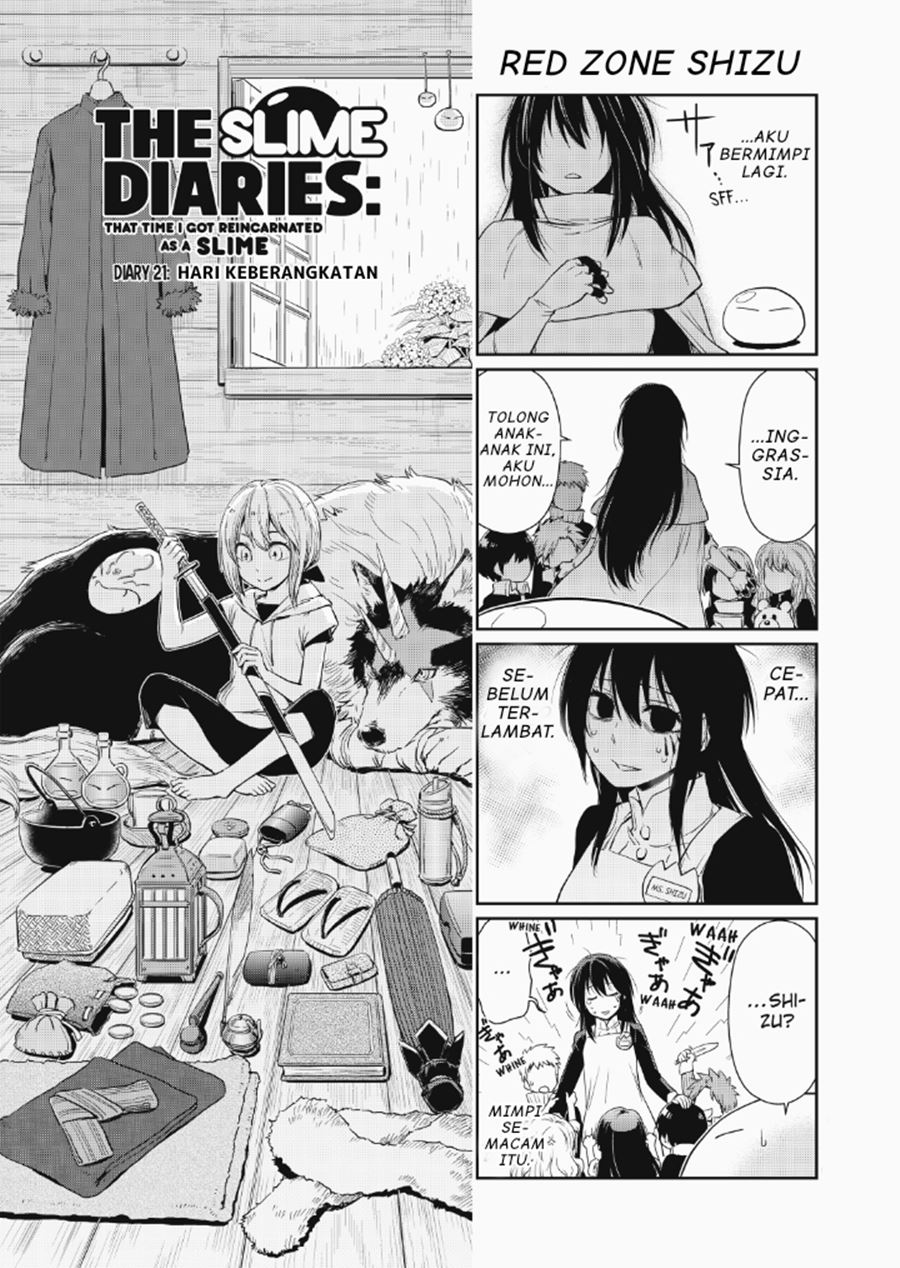 THE SLIME
DIARIES:
THAT TIME I GOT REINCARNATED
AS A SLIME
DIARY 21: HARI KEBERANGKATAN
RED ZONE SHIZU
...AKU
BERMIMPI
LAGI.
サァ
SFF...
...ING-
GRAS-
SIA.
TOLONG
ANAK-
ANAK INI,
AKU
MOHON...
CE-
PAT...
SE-
BELUM
TER-
LAMBAT.
MS. SHIZU
...SHI-
ZU?
WAAH
ぎゃあ
WAAH
ぎゃあ
WHINE
ぎゃあ
ぎゃあ
WHINE
...
MIMPI
SE-
MACAM
ITU.